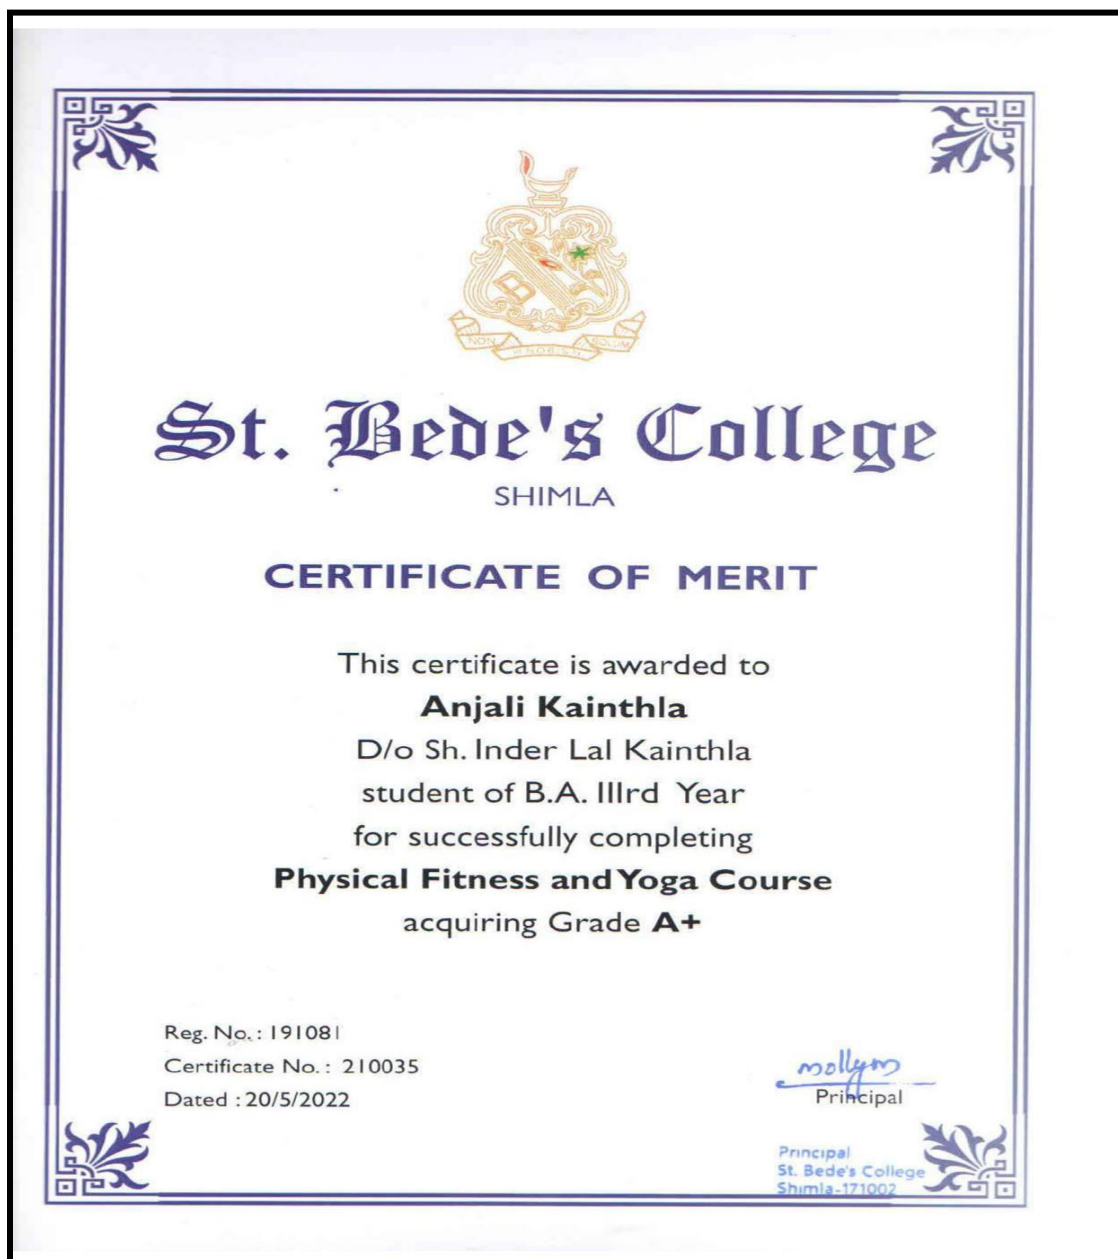 NON
SOLUM
St. Bede's College
SHIMLA
CERTIFICATE OF MERIT
This certificate is awarded to
Anjali Kainthla
D/o Sh. Inder Lal Kainthla
student of B.A. IIIrd Year
for successfully completing
Physical Fitness and Yoga Course
acquiring Grade A+
Reg. No. : 191081
Certificate No. : 210035
Dated : 20/5/2022
Principal
Principal
St. Bede's College
Shimla-171002